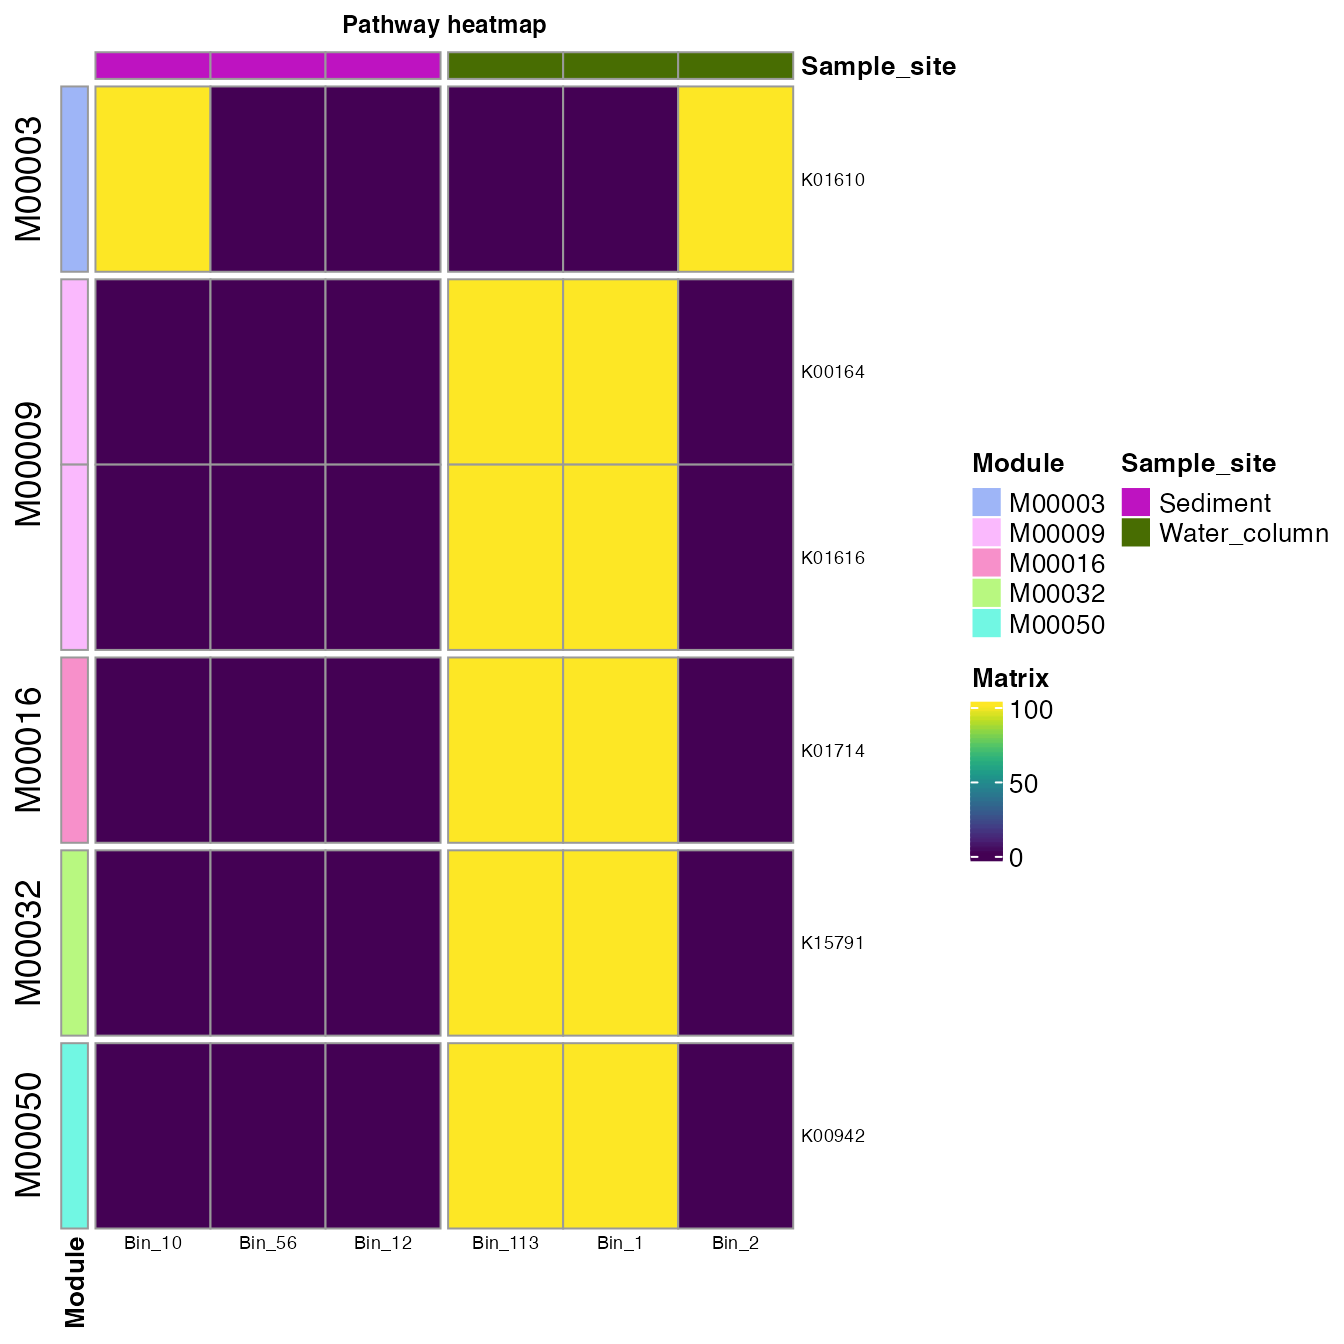 Pathway heatmap
Sample_site
M00003
K01610
M00009
K00164
K01616
M00016
K01714
M00032
K15791
M00050
K00942
Bin_10
Bin_56
Bin_12
Bin_113
Bin_1
Bin_2
Module
Module
M00003
M00009
M00016
M00032
M00050
Sample_site
Sediment
Water_column
Matrix
100
50
0